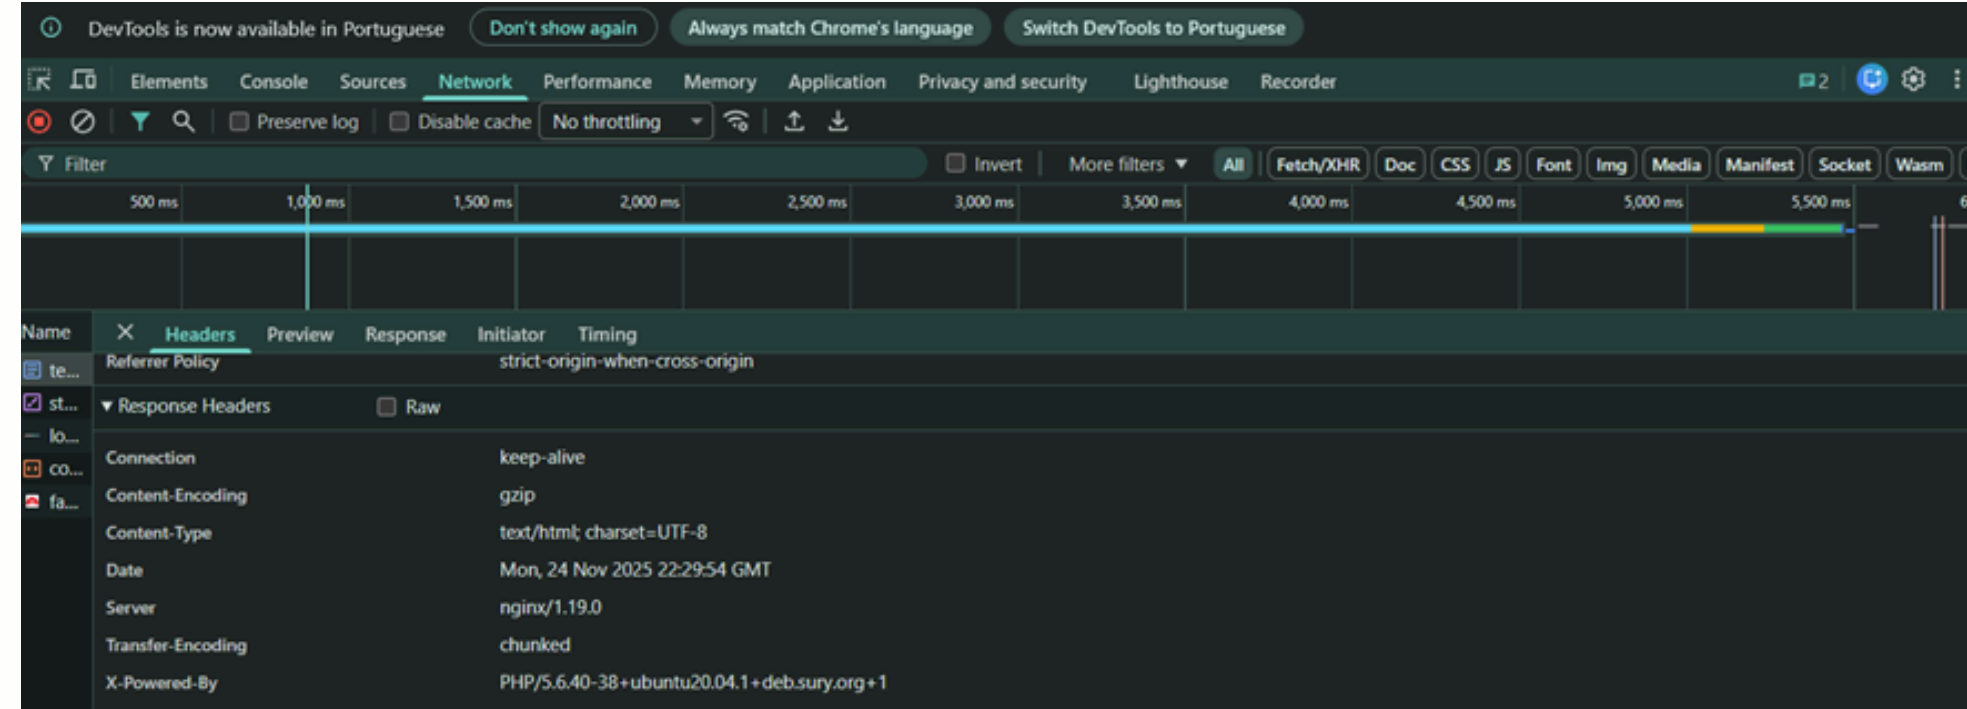 DevTools is now available in Portuguese Don't show again Always match Chrome's language Switch DevTools to Portuguese
Elements Console Sources Network Performance Memory Application Privacy and security Lighthouse Recorder 2
Preserve log Disable cache No throttling
Filter Invert More filters All Fetch/XHR Doc CSS JS Font Img Media Manifest Socket Wasm
500 ms 1,000 ms 1,500 ms 2,000 ms 2,500 ms 3,000 ms 3,500 ms 4,000 ms 4,500 ms 5,000 ms 5,500 ms 6
Name Headers Preview Response Initiator Timing
te... Referrer Policy strict-origin-when-cross-origin
st... Response Headers Raw
lo...
Connection keep-alive
co...
Content-Encoding gzip
fa...
Content-Type text/html; charset=UTF-8
Date Mon, 24 Nov 2025 22:29:54 GMT
Server nginx/1.19.0
Transfer-Encoding chunked
X-Powered-By PHP/5.6.40-38+ubuntu20.04.1+deb.sury.org+1